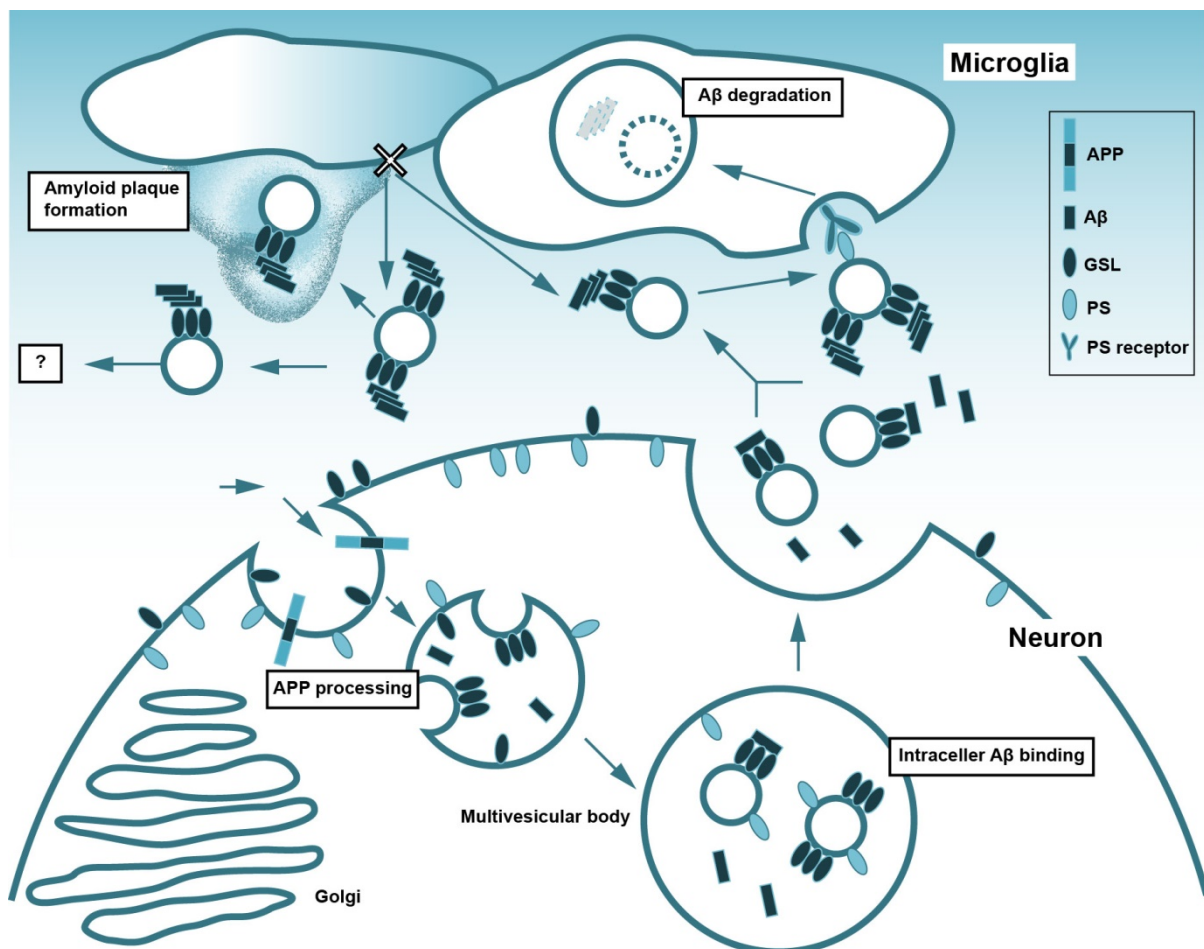 Microglia
Aβ degradation
Amyloid plaque
formation
APP
Aβ
GSL
PS
PS receptor
?
Neuron
APP processing
Intraceller Aβ binding
Multivesicular body
Golgi